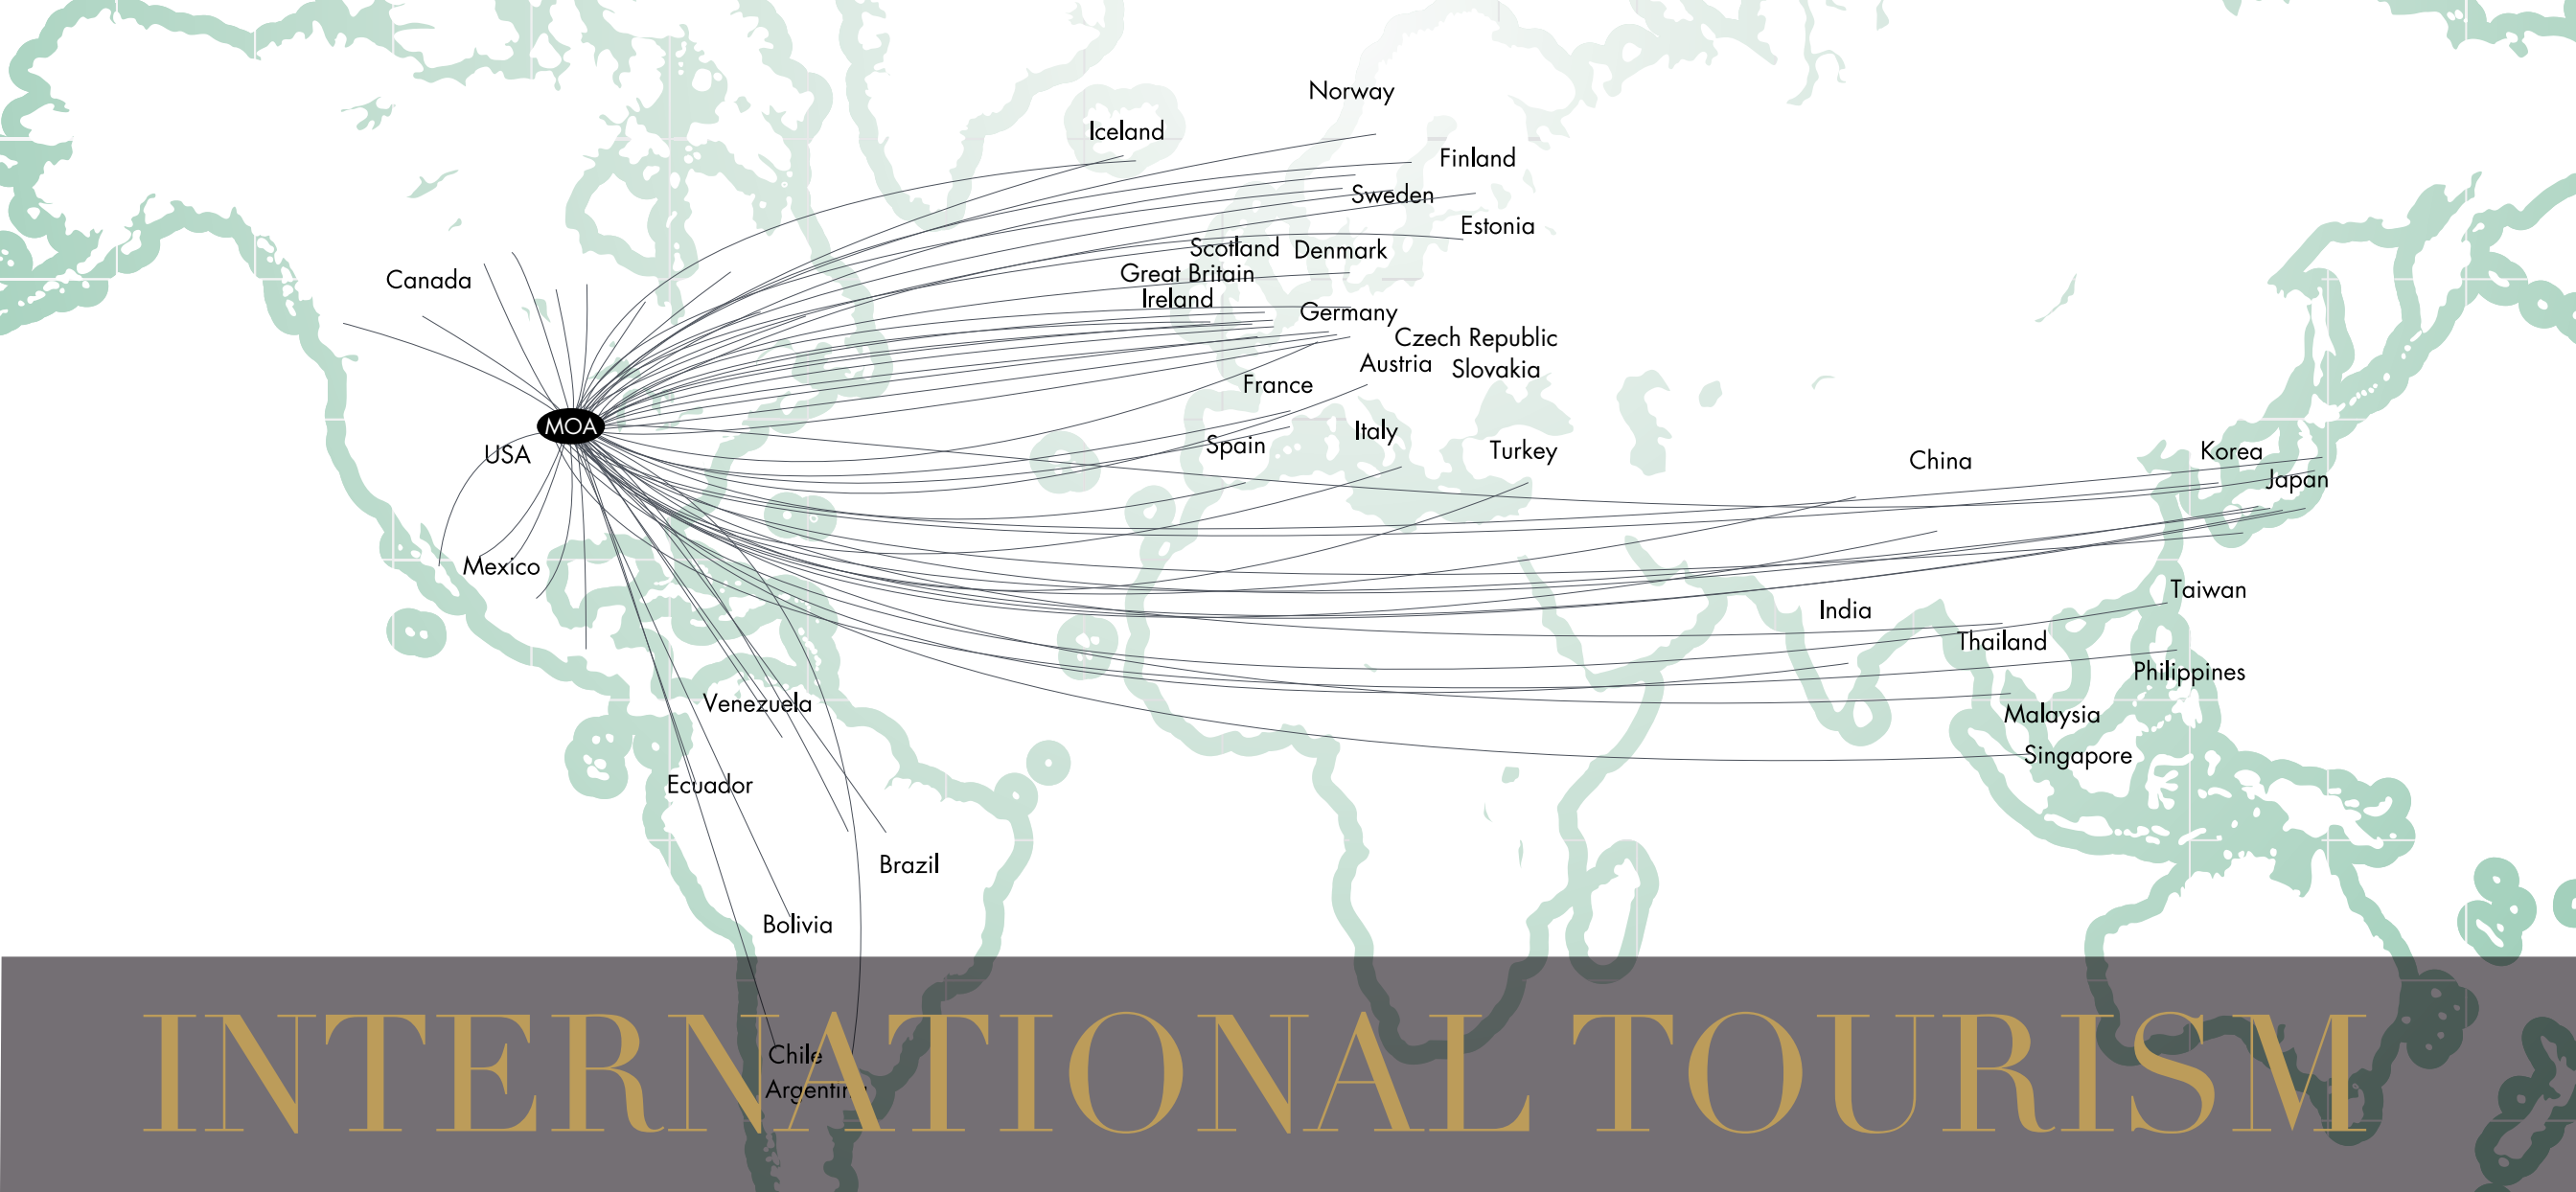 Norway
Iceland
Finland
Sweden
Estonia
Scotland
Denmark
Great Britain
Canada
Ireland
Germany
Czech Republic
Austria
Slovakia
France
MOA
Italy
Spain
Turkey
USA
China
Korea
Japan
Mexico
Taiwan
India
Thailand
Philippines
Venezuela
Malaysia
Singapore
Ecuador
Brazil
Bolivia
INTERNATIONAL TOURISM
Chile
Argentin